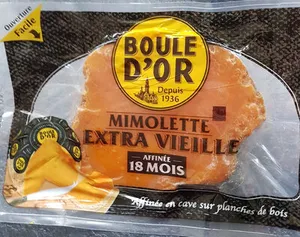 Ouverture
Facile
BOULE
D'OR
Depuis
1936
MIMOLETTE
EXTRA VIEILLE
AFFINÉE
18 MOIS
Affinée en cave sur planches de bois